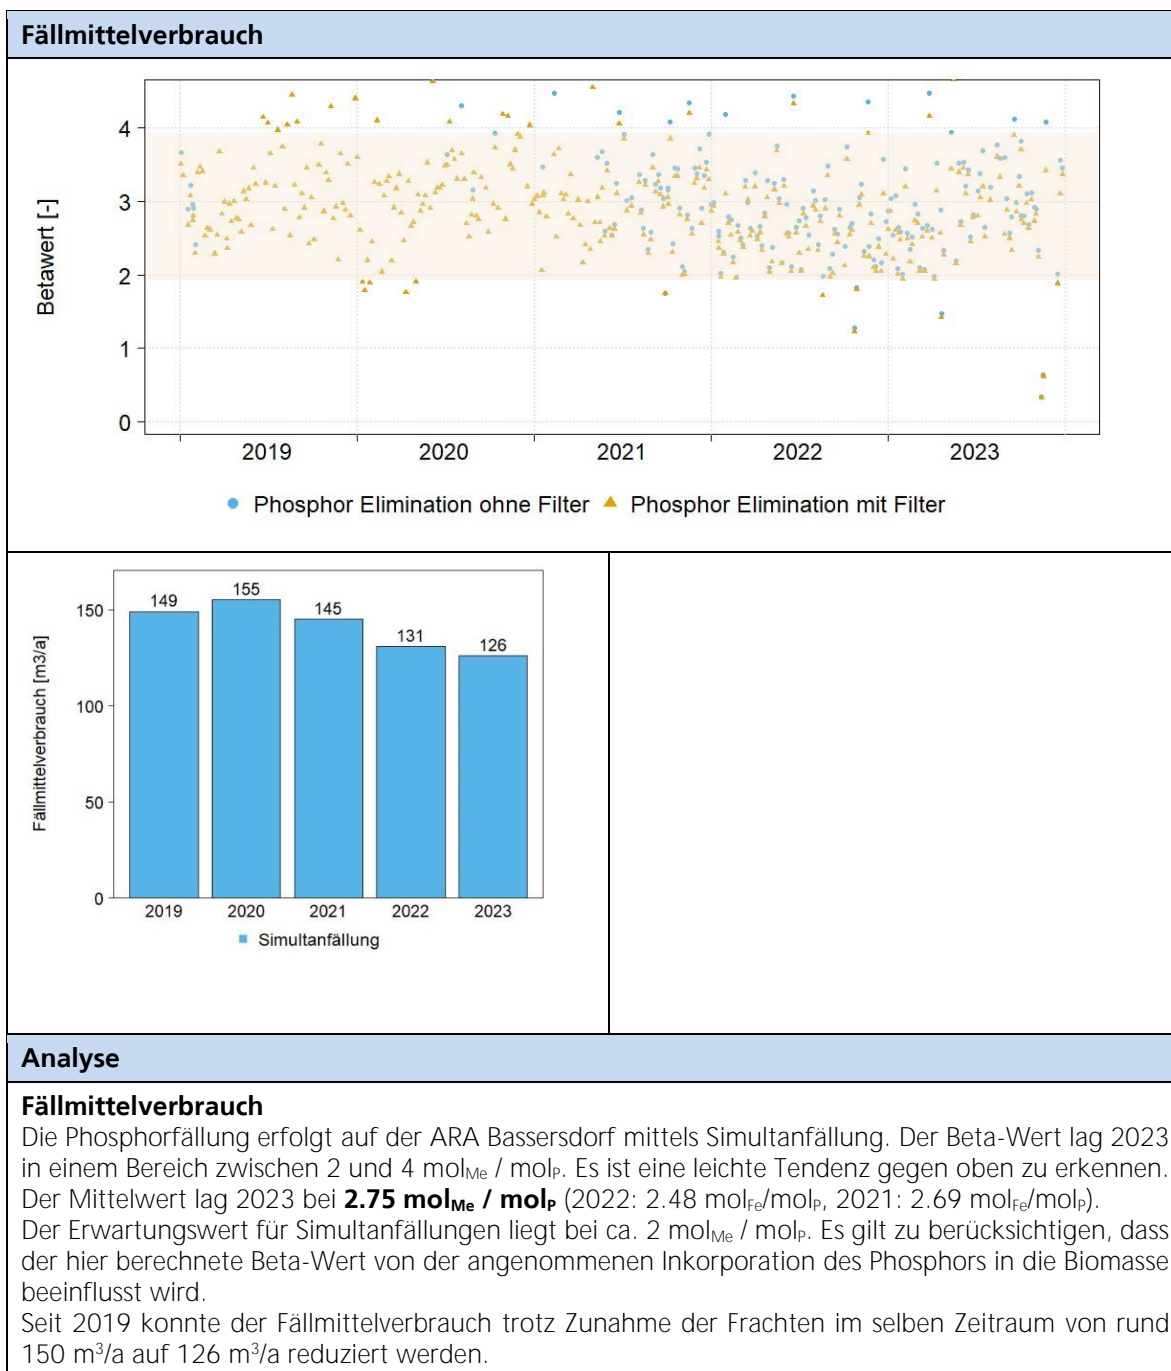 Fällmittelverbrauch
4
3
2
1
0
Betawert [-]
2019 2020 2021 2022 2023
Phosphor Elimination ohne Filter Phosphor Elimination mit Filter
149 155 145 131 126
150
100
50
0
Fällmittelverbrauch [m3/a]
2019 2020 2021 2022 2023
Simultanfällung
Analyse
Fällmittelverbrauch
Die Phosphorfällung erfolgt auf der ARA Bassersdorf mittels Simultanfällung. Der Beta-Wert lag 2023
in einem Bereich zwischen 2 und 4 molMe / molP. Es ist eine leichte Tendenz gegen oben zu erkennen.
Der Mittelwert lag 2023 bei 2.75 molMe / molP (2022: 2.48 molFe/molP, 2021: 2.69 molFe/molP).
Der Erwartungswert für Simultanfällungen liegt bei ca. 2 molMe / molP. Es gilt zu berücksichtigen, dass
der hier berechnete Beta-Wert von der angenommenen Inkorporation des Phosphors in die Biomasse
beeinflusst wird.
Seit 2019 konnte der Fällmittelverbrauch trotz Zunahme der Frachten im selben Zeitraum von rund
150 m³/a auf 126 m³/a reduziert werden.